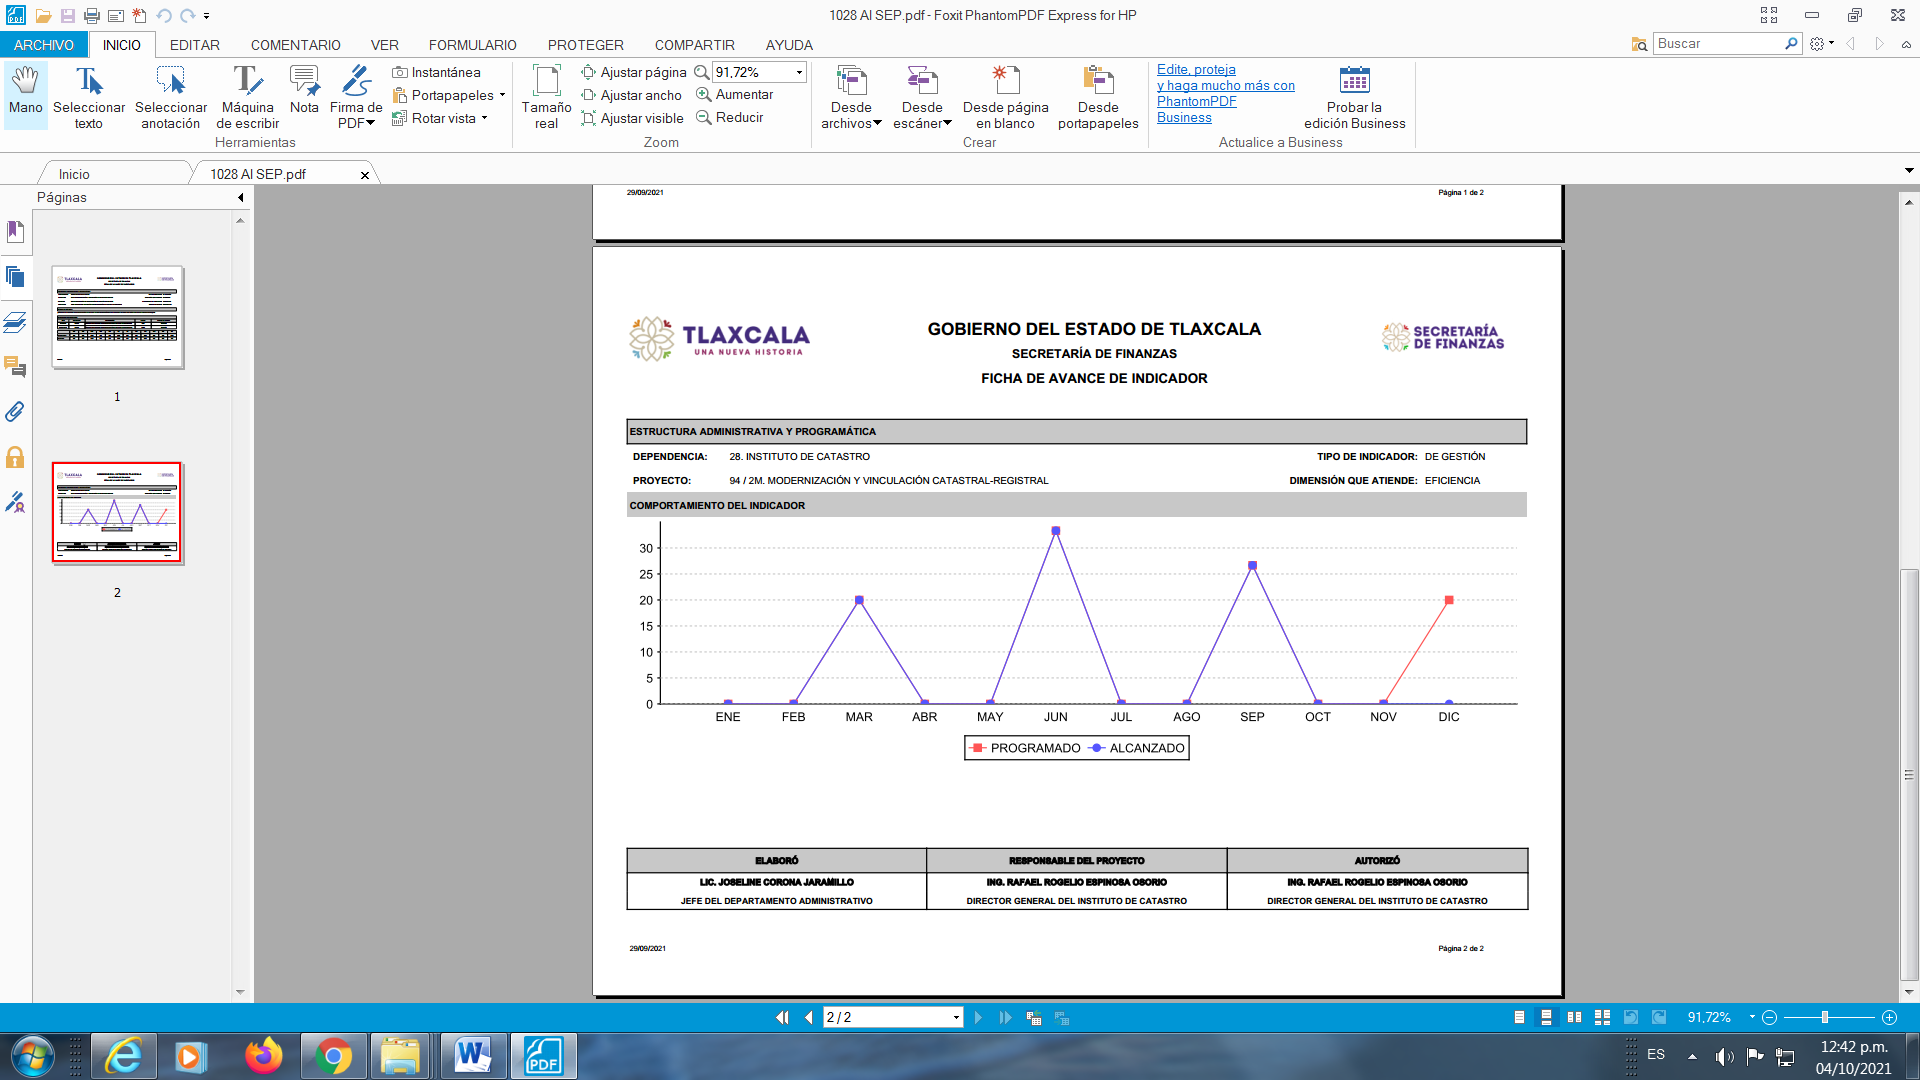 1028 AI SEP.pdf - Foxit PhantomPDF Express for HP
ARCHIVO INICIO EDITAR COMENTARIO VER FORMULARIO PROTEGER COMPARTIR AYUDA
Buscar
Mano
Seleccionar texto
Seleccionar anotación
Máquina de escribir
Nota
Firma de PDF
Instantánea
Portapapeles
Rotar vista
Herramientas
Tamaño real
Ajustar página
Ajustar ancho
Ajustar visible
91,72%
Aumentar
Reducir
Zoom
Desde archivos
Desde escáner
Desde página en blanco
Desde portapapeles
Crear
Edite, proteja
y haga mucho más con
PhantomPDF
Business
Probar la edición Business
Actualice a Business
Inicio
1028 AI SEP.pdf
Páginas
1
2
29/09/2021 Página 1 de 2
TLAXCALA
UNA NUEVA HISTORIA
GOBIERNO DEL ESTADO DE TLAXCALA
SECRETARÍA DE FINANZAS
FICHA DE AVANCE DE INDICADOR
SECRETARÍA
DE FINANZAS
ESTRUCTURA ADMINISTRATIVA Y PROGRAMÁTICA
DEPENDENCIA: 28. INSTITUTO DE CATASTRO TIPO DE INDICADOR: DE GESTIÓN
PROYECTO: 94 / 2M. MODERNIZACIÓN Y VINCULACIÓN CATASTRAL-REGISTRAL DIMENSIÓN QUE ATIENDE: EFICIENCIA
COMPORTAMIENTO DEL INDICADOR
30
25
20
15
10
5
0
ENE FEB MAR ABR MAY JUN JUL AGO SEP OCT NOV DIC
PROGRAMADO ALCANZADO
ELABORÓ RESPONSABLE DEL PROYECTO AUTORIZÓ
LIC. JOSELINE CORONA JARAMILLO ING. RAFAEL ROGELIO ESPINOSA OSORIO ING. RAFAEL ROGELIO ESPINOSA OSORIO
JEFE DEL DEPARTAMENTO ADMINISTRATIVO DIRECTOR GENERAL DEL INSTITUTO DE CATASTRO DIRECTOR GENERAL DEL INSTITUTO DE CATASTRO
29/09/2021 Página 2 de 2
2 / 2
91,72%
PDF
ES
12:42 p.m.
04/10/2021